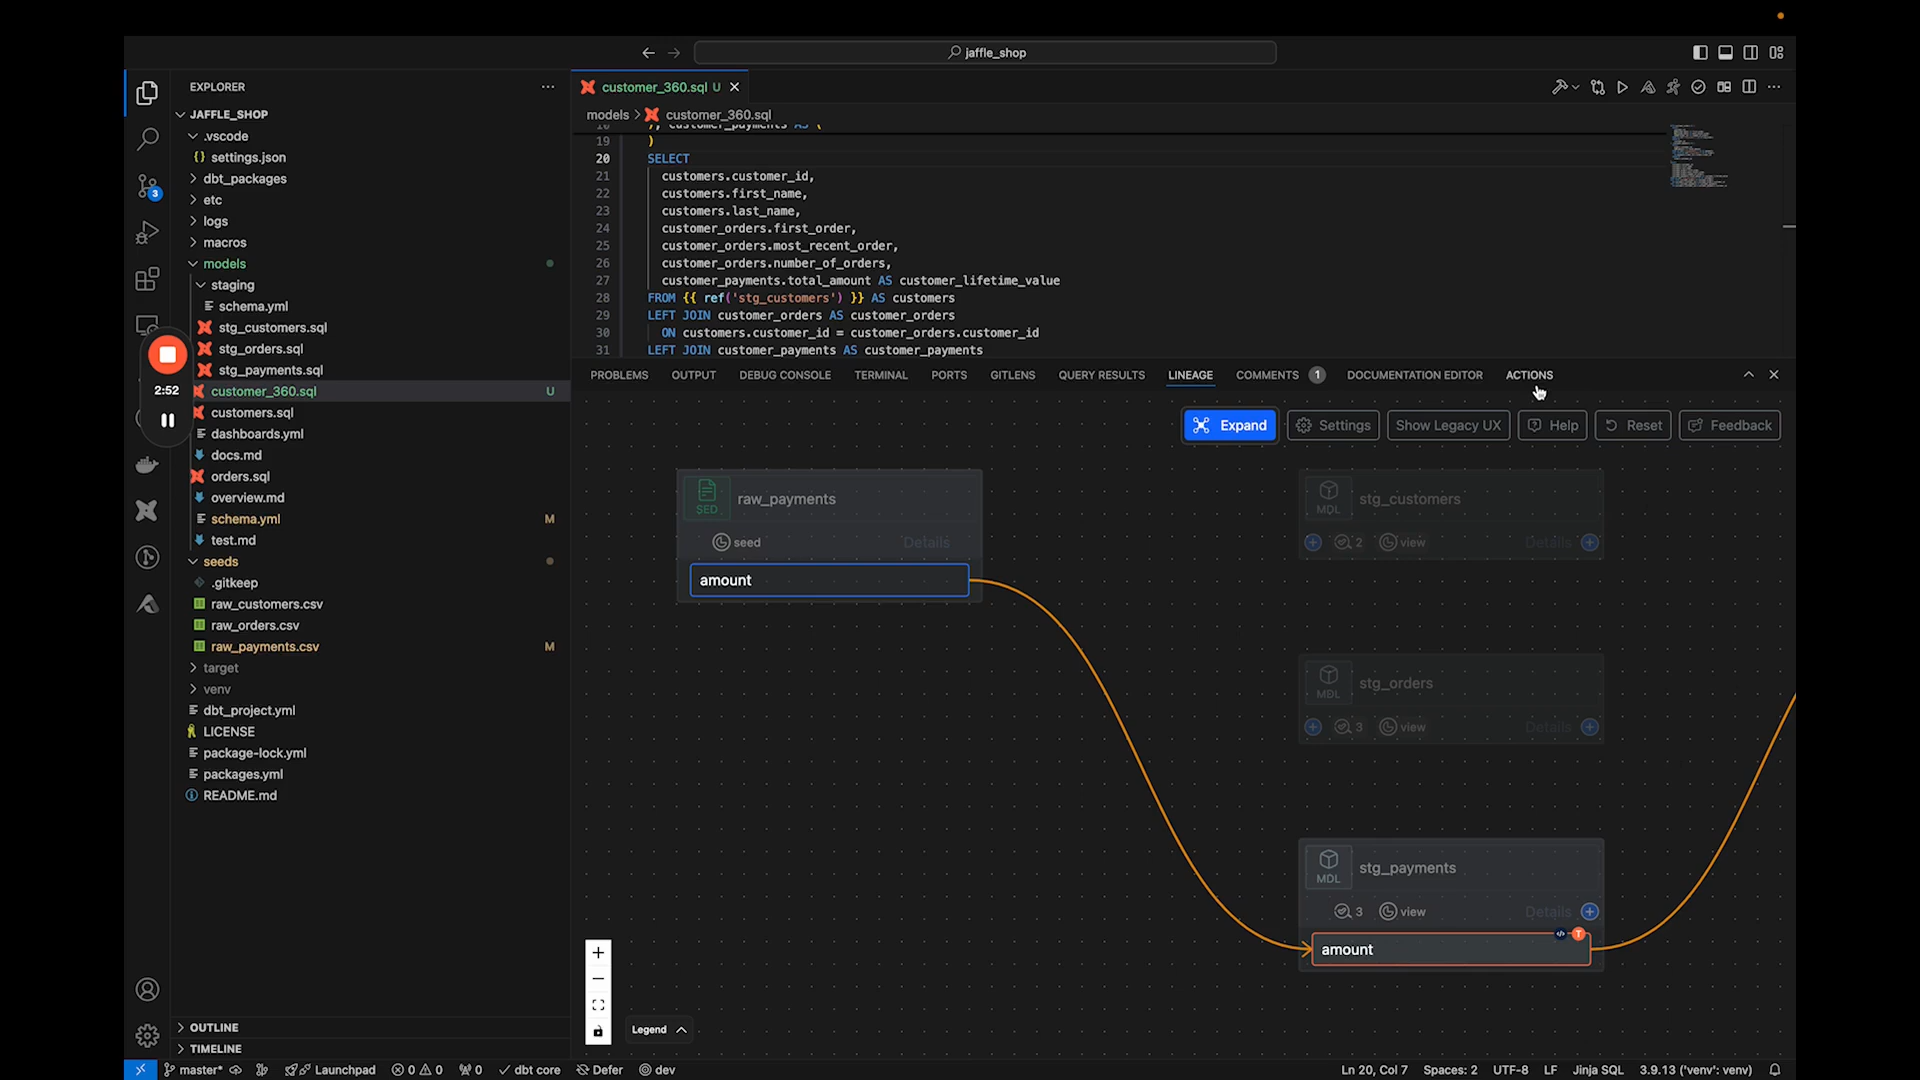 jaffle_shop
EXPLORER
JAFFLE_SHOP
.vscode
{} settings.json
dbt_packages
etc
logs
macros
models
staging
schema.yml
stg_customers.sql
stg_orders.sql
stg_payments.sql
customer_360.sql U
customers.sql
dashboards.yml
docs.md
orders.sql
overview.md
schema.yml M
test.md
seeds
.gitkeep
raw_customers.csv
raw_orders.csv
raw_payments.csv M
target
venv
dbt_project.yml
LICENSE
package-lock.yml
packages.yml
README.md
OUTLINE
TIMELINE
3
2:52
customer_360.sql U
models > customer_360.sql
18 ), customer_payments AS (
19 )
20 SELECT
21 customers.customer_id,
22 customers.first_name,
23 customers.last_name,
24 customer_orders.first_order,
25 customer_orders.most_recent_order,
26 customer_orders.number_of_orders,
27 customer_payments.total_amount AS customer_lifetime_value
28 FROM {{ ref('stg_customers') }} AS customers
29 LEFT JOIN customer_orders AS customer_orders
30 ON customers.customer_id = customer_orders.customer_id
31 LEFT JOIN customer_payments AS customer_payments
PROBLEMS OUTPUT DEBUG CONSOLE TERMINAL PORTS GITLENS QUERY RESULTS LINEAGE COMMENTS 1 DOCUMENTATION EDITOR ACTIONS
Expand Settings Show Legacy UX Help Reset Feedback
SED raw_payments
seed Details
amount
MDL stg_customers
2 view Details
MDL stg_orders
3 view Details
MDL stg_payments
3 view Details
T
amount
Legend
master* Launchpad 0 0 0 dbt core Defer dev Ln 20, Col 7 Spaces: 2 UTF-8 LF Jinja SQL 3.9.13 ('venv': venv)